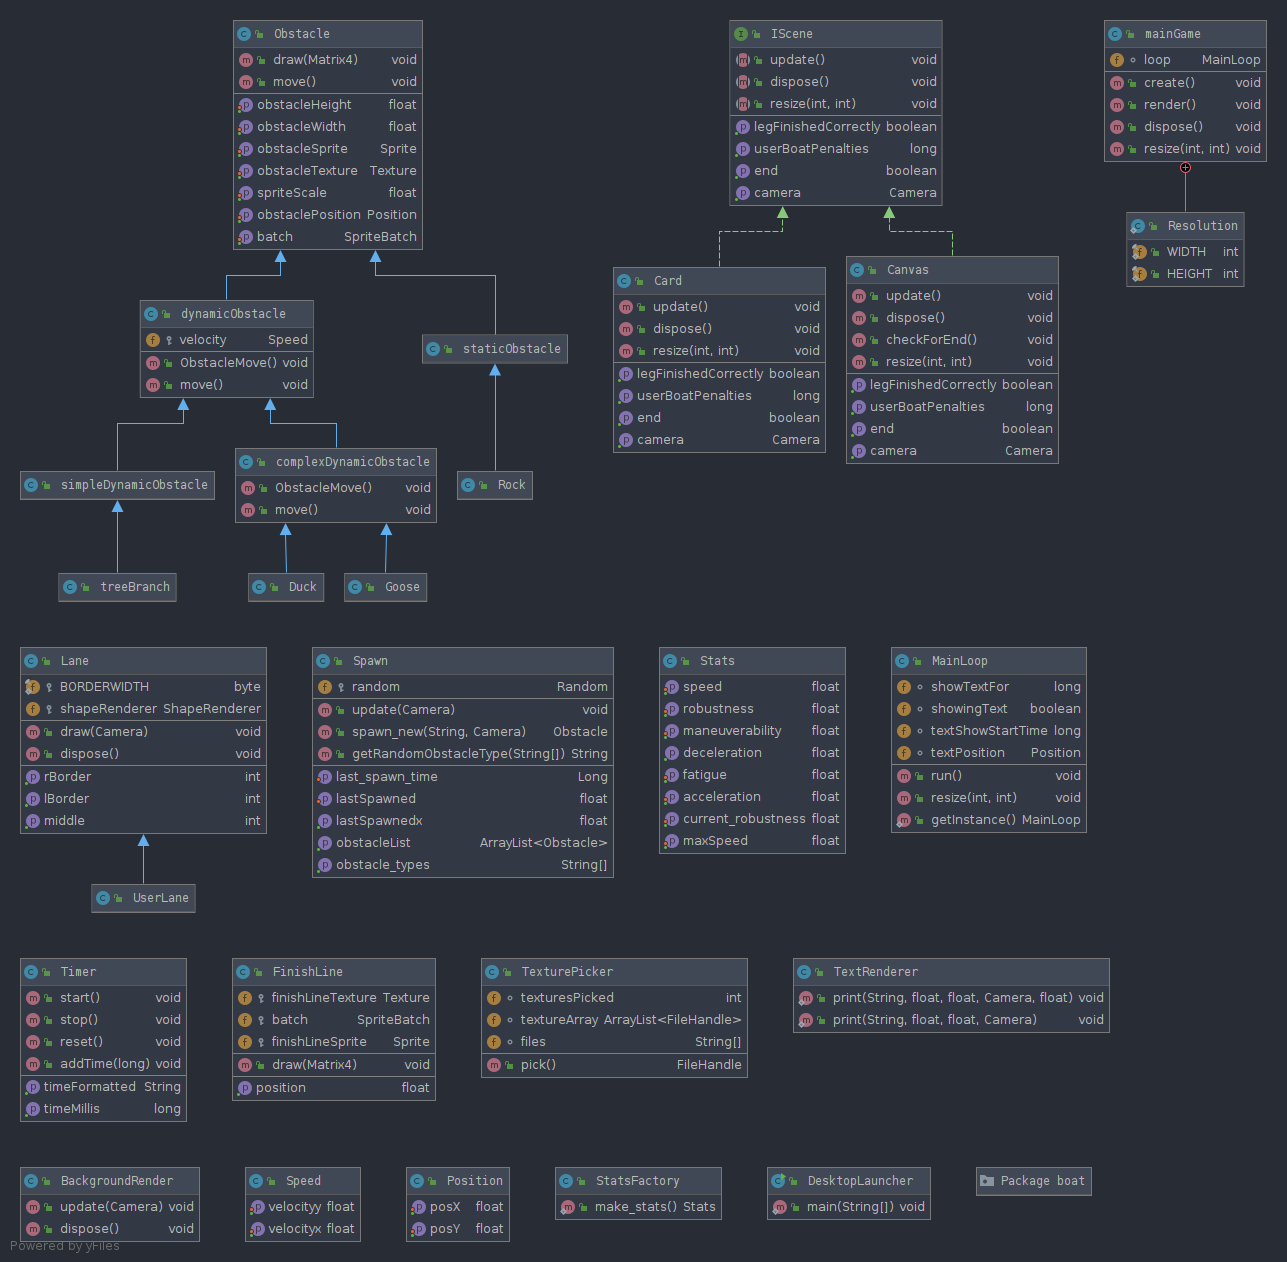 Obstacle
draw(Matrix4) void
move() void
obstacleHeight float
obstacleWidth float
obstacleSprite Sprite
obstacleTexture Texture
spriteScale float
obstaclePosition Position
batch SpriteBatch
IScene
update() void
dispose() void
resize(int, int) void
legFinishedCorrectly boolean
userBoatPenalties long
end boolean
camera Camera
mainGame
loop MainLoop
create() void
render() void
dispose() void
resize(int, int) void
Resolution
WIDTH int
HEIGHT int
Card
update() void
dispose() void
resize(int, int) void
legFinishedCorrectly boolean
userBoatPenalties long
end boolean
camera Camera
Canvas
update() void
dispose() void
checkForEnd() void
resize(int, int) void
legFinishedCorrectly boolean
userBoatPenalties long
end boolean
camera Camera
dynamicObstacle
velocity Speed
ObstacleMove() void
move() void
staticObstacle
simpleDynamicObstacle
complexDynamicObstacle
ObstacleMove() void
move() void
Rock
treeBranch
Duck
Goose
Lane
BORDERWIDTH byte
shapeRenderer ShapeRenderer
draw(Camera) void
dispose() void
rBorder int
lBorder int
middle int
UserLane
Spawn
random Random
update(Camera) void
spawn_new(String, Camera) Obstacle
getRandomObstacleType(String[]) String
last_spawn_time Long
lastSpawned float
lastSpawnedx float
obstacleList ArrayList<Obstacle>
obstacle_types String[]
Stats
speed float
robustness float
maneuverability float
deceleration float
fatigue float
acceleration float
current_robustness float
maxSpeed float
MainLoop
showTextFor long
showingText boolean
textShowStartTime long
textPosition Position
run() void
resize(int, int) void
getInstance() MainLoop
Timer
start() void
stop() void
reset() void
addTime(long) void
timeFormatted String
timeMillis long
FinishLine
finishLineTexture Texture
batch SpriteBatch
finishLineSprite Sprite
draw(Matrix4) void
position float
TexturePicker
texturesPicked int
textureArray ArrayList<FileHandle>
files String[]
pick() FileHandle
TextRenderer
print(String, float, float, Camera, float) void
print(String, float, float, Camera) void
BackgroundRender
update(Camera) void
dispose() void
Speed
velocityy float
velocityx float
Position
posX float
posY float
StatsFactory
make_stats() Stats
DesktopLauncher
main(String[]) void
Package boat
Powered by yFiles